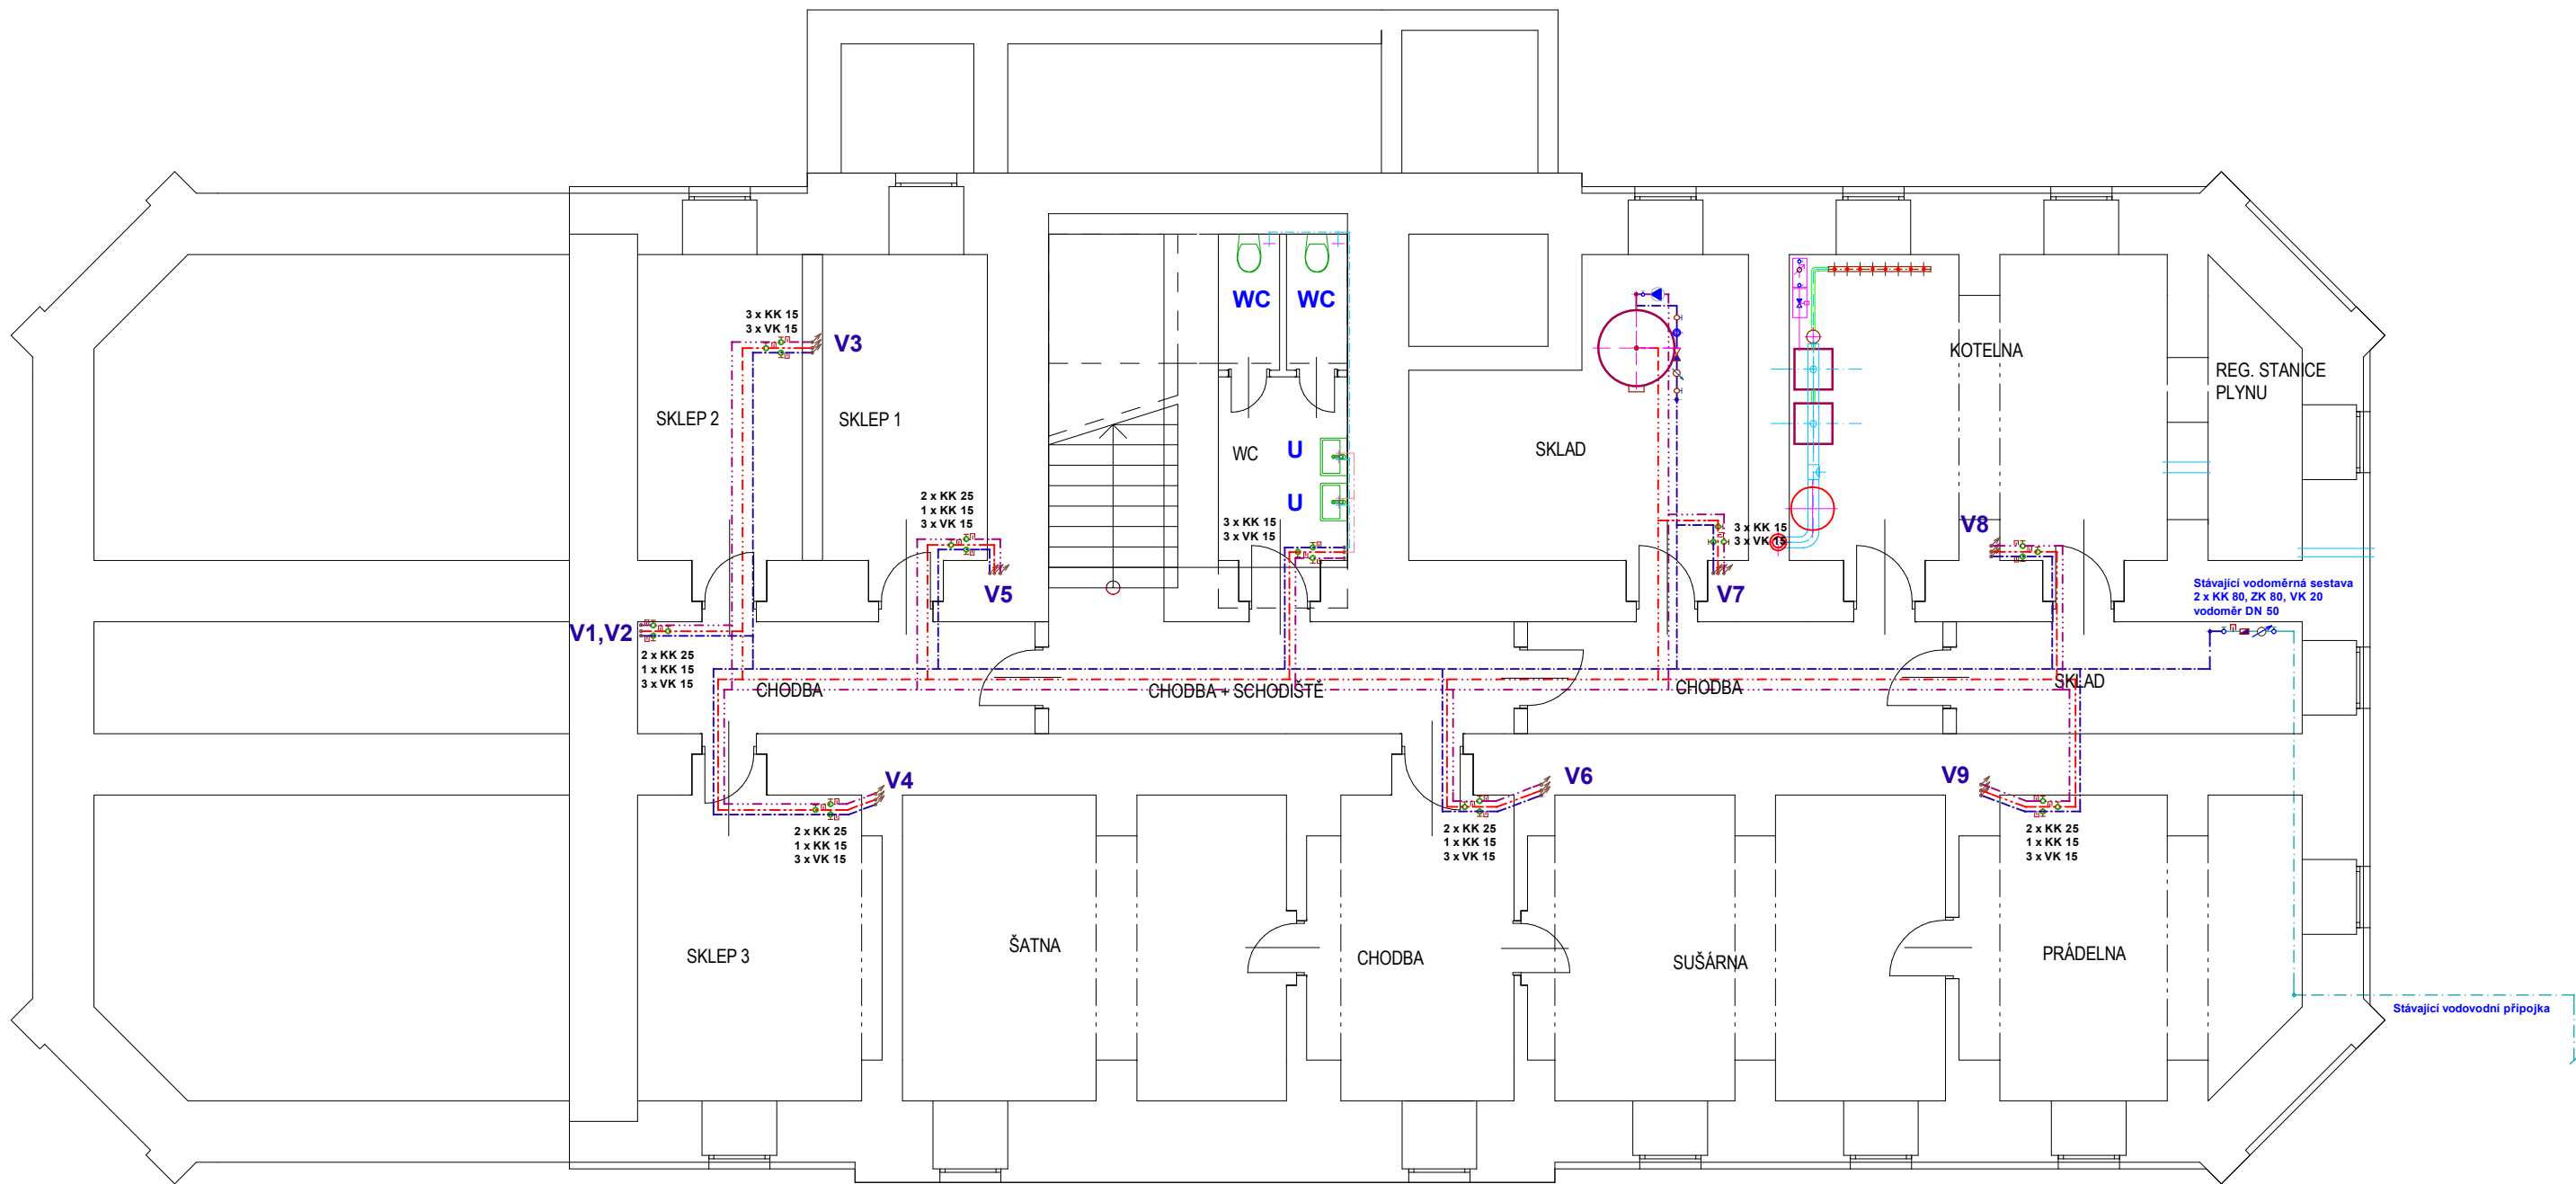 WC
WC
3 x KK 15
3 x VK 15
V3
KOTELNA
REG. STANICE
PLYNU
SKLEP 2
SKLEP 1
WC
U
SKLAD
U
2 x KK 25
1 x KK 15
3 x VK 15
3 x KK 15
3 x VK 15
3 x KK 15
3 x VK 15
V8
V5
V7
Stávající vodoměrná sestava
2 x KK 80, ZK 80, VK 20
vodoměr DN 50
V1,V2
2 x KK 25
1 x KK 15
3 x VK 15
CHODBA
CHODBA + SCHODIŠTĚ
CHODBA
SKLAD
V4
V6
V9
2 x KK 25
1 x KK 15
3 x VK 15
2 x KK 25
1 x KK 15
3 x VK 15
2 x KK 25
1 x KK 15
3 x VK 15
SKLEP 3
ŠATNA
CHODBA
SUŠÁRNA
PRÁDELNA
Stávající vodovodní přípojka